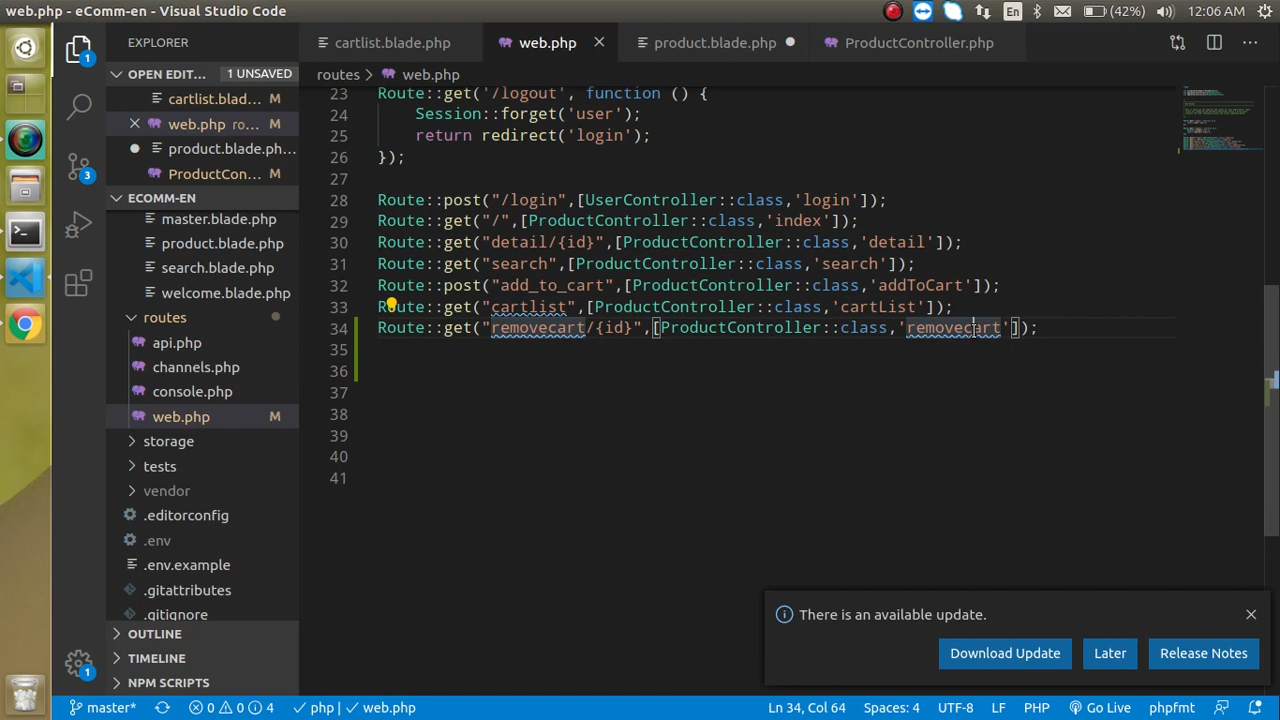 web.php - eComm-en - Visual Studio Code
En
(42%)
12:06 AM
EXPLORER
cartlist.blade.php
web.php
product.blade.php
ProductController.php
OPEN EDIT...
1 UNSAVED
cartlist.blad... M
web.php ro... M
product.blade.ph...
ProductCon... M
ECOMM-EN
master.blade.php
product.blade.php
search.blade.php
welcome.blade.php
routes
api.php
channels.php
console.php
web.php M
storage
tests
vendor
.editorconfig
.env
.env.example
.gitattributes
.gitignore
OUTLINE
TIMELINE
NPM SCRIPTS
1
3
1
routes > web.php
23 Route::get('/logout', function () {
24 Session::forget('user');
25 return redirect('login');
26 });
27
28 Route::post("/login",[UserController::class,'login']);
29 Route::get("/",[ProductController::class,'index']);
30 Route::get("detail/{id}",[ProductController::class,'detail']);
31 Route::get("search",[ProductController::class,'search']);
32 Route::post("add_to_cart",[ProductController::class,'addToCart']);
33 Route::get("cartlist",[ProductController::class,'cartList']);
34 Route::get("removecart/{id}",[ProductController::class,'removecart']);
35
36
37
38
39
40
41
There is an available update.
Download Update
Later
Release Notes
master*
0 0 4
php | web.php
Ln 34, Col 64
Spaces: 4
UTF-8
LF
PHP
Go Live
phpfmt